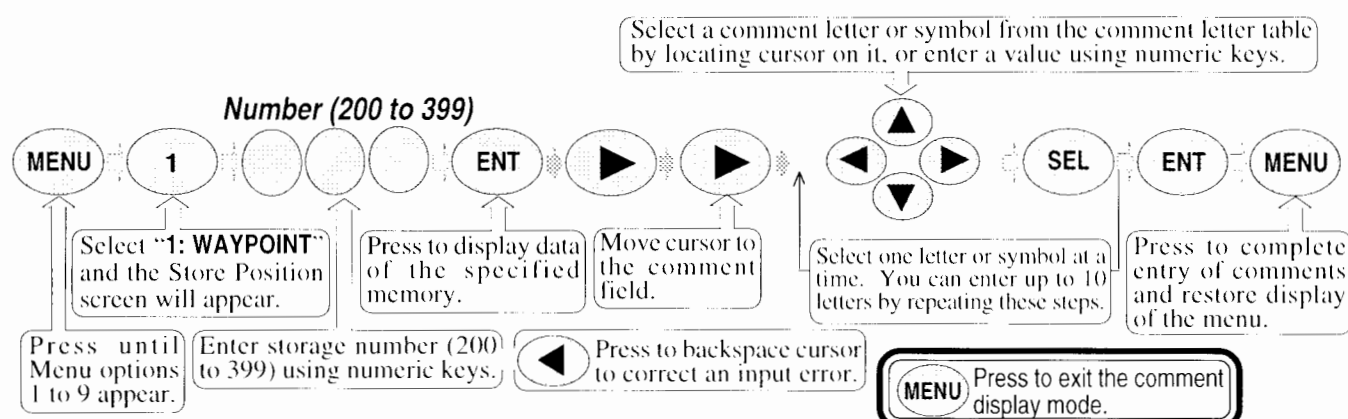 Select a comment letter or symbol from the comment letter table
by locating cursor on it, or enter a value using numeric keys.
Number (200 to 399)
MENU 1 ENT SEL ENT MENU
Select "1: WAYPOINT"
and the Store Position
screen will appear.
Press to display data
of the specified
memory.
Move cursor to
the comment
field.
Select one letter or symbol at a
time. You can enter up to 10
letters by repeating these steps.
Press to complete
entry of comments
and restore display
of the menu.
Press until
Menu options
1 to 9 appear.
Enter storage number (200
to 399) using numeric keys.
Press to backspace cursor
to correct an input error.
MENU Press to exit the comment
display mode.